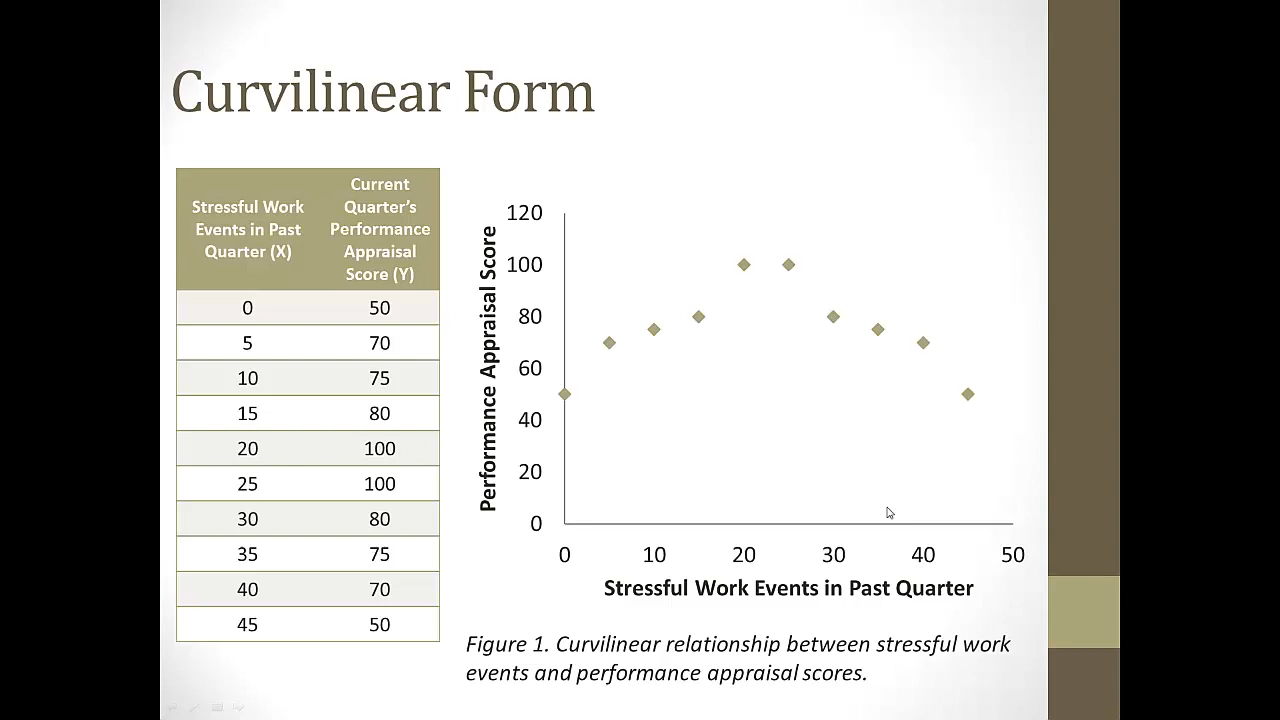 Curvilinear Form
Stressful Work
Events in Past
Quarter (X)
Current
Quarter’s
Performance
Appraisal
Score (Y)
0 50
5 70
10 75
15 80
20 100
25 100
30 80
35 75
40 70
45 50
Performance Appraisal Score
120
100
80
60
40
20
0
0 10 20 30 40 50
Stressful Work Events in Past Quarter
Figure 1. Curvilinear relationship between stressful work
events and performance appraisal scores.